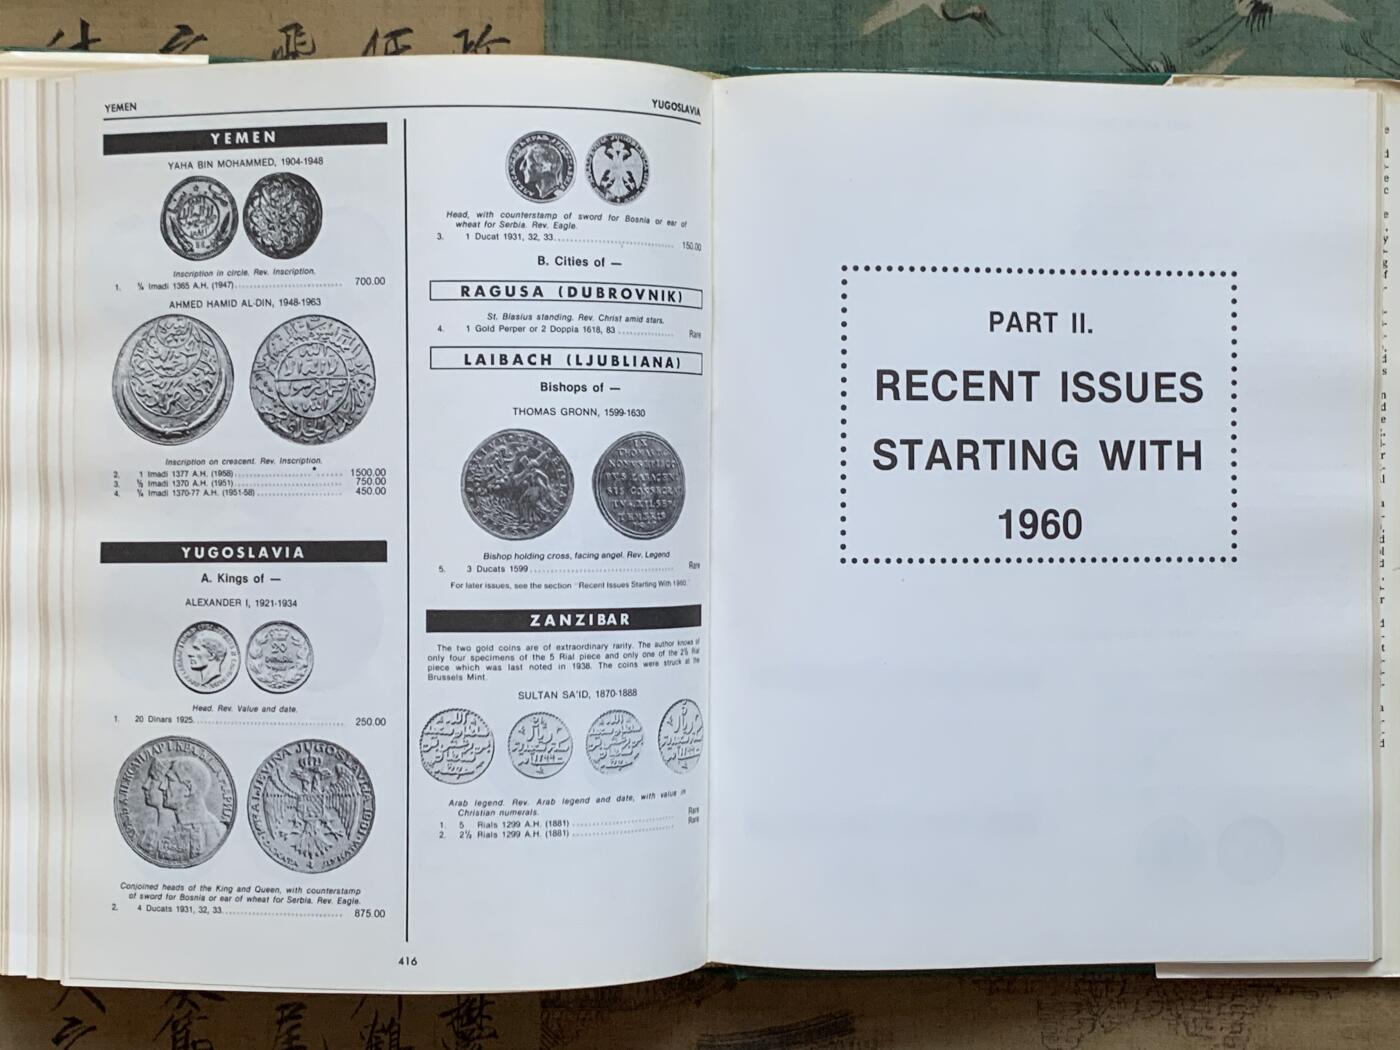 YEMEN
YUGOSLAVIA
YEMEN
YAHA BIN MOHAMMED, 1904-1948
Inscription in circle. Rev. Inscription.
1. ¼ Imadi 1365 A.H. (1947) 700.00
AHMED HAMID AL-DIN, 1948-1963
Inscription on crescent. Rev. Inscription.
2. 1 Imadi 1377 A.H. (1958) 1500.00
3. ½ Imadi 1370 A.H. (1951) 750.00
4. ¼ Imadi 1370-77 A.H. (1951-58) 450.00
YUGOSLAVIA
A. Kings of —
ALEXANDER I, 1921-1934
20
Head. Rev. Value and date.
1. 20 Dinars 1925 250.00
Conjoined heads of the King and Queen, with counterstamp
of sword for Bosnia or ear of wheat for Serbia. Rev. Eagle.
2. 4 Ducats 1931, 32, 33 875.00
Head, with counterstamp of sword for Bosnia or ear of
wheat for Serbia. Rev. Eagle.
3. 1 Ducat 1931, 32, 33 150.00
B. Cities of —
RAGUSA (DUBROVNIK)
St. Blasius standing. Rev. Christ amid stars.
4. 1 Gold Perper or 2 Doppia 1618, 83 Rare
LAIBACH (LJUBLIANA)
Bishops of —
THOMAS GRONN, 1599-1630
Bishop holding cross, facing angel. Rev. Legend
5. 3 Ducats 1599 Rare
For later issues, see the section "Recent Issues Starting With 1960."
ZANZIBAR
The two gold coins are of extraordinary rarity. The author knows of
only four specimens of the 5 Rial piece and only one of the 2½ Rial
piece which was last noted in 1938. The coins were struck at the
Brussels Mint.
SULTAN SA'ID, 1870-1888
Arab legend. Rev. Arab legend and date, with value in
Christian numerals.
1. 5 Rials 1299 A.H. (1881) Rare
2. 2½ Rials 1299 A.H. (1881) Rare
416
PART II.
RECENT ISSUES
STARTING WITH
1960